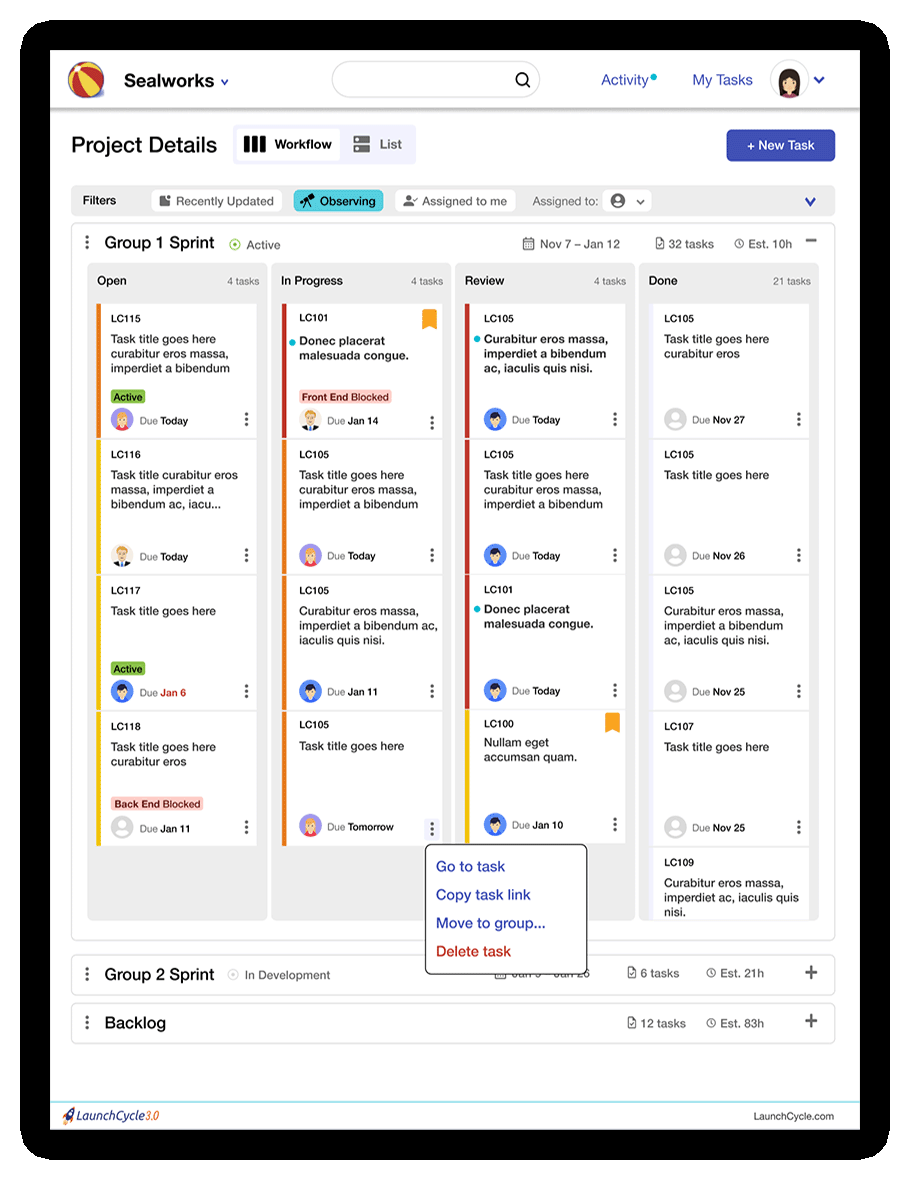 Sealworks
Activity
My Tasks
Project Details
Workflow
List
+ New Task
Filters
Recently Updated
Observing
Assigned to me
Assigned to:
Group 1 Sprint
Active
Nov 7 – Jan 12
32 tasks
Est. 10h
Open
4 tasks
LC115
Task title goes here
curabitur eros massa,
imperdiet a bibendum
Active
Due Today
LC116
Task title curabitur eros
massa, imperdiet a
bibendum ac, iacu...
Due Today
LC117
Task title goes here
Active
Due Jan 6
LC118
Task title goes here
curabitur eros
Back End Blocked
Due Jan 11
In Progress
4 tasks
LC101
Donec placerat
malesuada congue.
Front End Blocked
Due Jan 14
LC105
Task title goes here
curabitur eros massa,
imperdiet a bibendum
Due Today
LC105
Curabitur eros massa,
imperdiet a bibendum ac,
iaculis quis nisi.
Due Jan 11
LC105
Task title goes here
Due Tomorrow
Review
4 tasks
LC105
Curabitur eros massa,
imperdiet a bibendum
ac, iaculis quis nisi.
Due Today
LC105
Task title goes here
curabitur eros massa,
imperdiet a bibendum
Due Today
LC101
Donec placerat
malesuada congue.
Due Today
LC100
Nullam eget
accumsan quam.
Due Jan 10
Done
21 tasks
LC105
Task title goes here
curabitur eros
Due Nov 27
LC105
Task title goes here
Due Nov 26
LC105
Curabitur eros massa,
imperdiet a bibendum
ac, iaculis quis nisi.
Due Nov 25
LC107
Task title goes here
Due Nov 25
LC109
Curabitur eros massa,
imperdiet ac, iaculis quis
nisi.
Go to task
Copy task link
Move to group...
Delete task
Group 2 Sprint
In Development
6 tasks
Est. 21h
Backlog
12 tasks
Est. 83h
LaunchCycle3.0
LaunchCycle.com